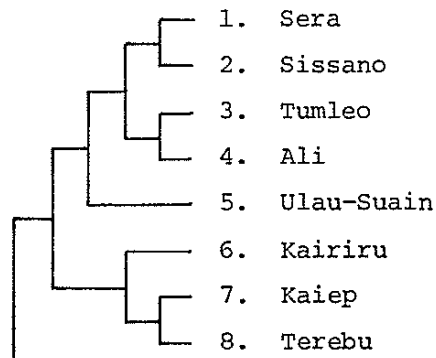 1. Sera
2. Sissano
3. Tumleo
4. Ali
5. Ulau-Suain
6. Kairiru
7. Kaiep
8. Terebu